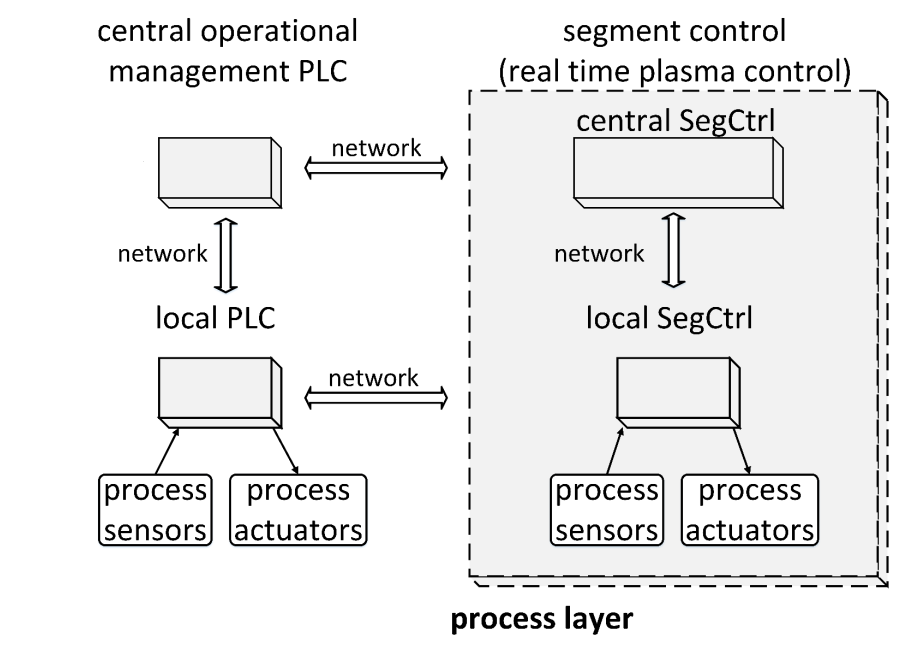 central operational
management PLC
segment control
(real time plasma control)
central SegCtrl
network
network
network
local PLC
local SegCtrl
network
process
sensors
process
actuators
process
sensors
process
actuators
process layer